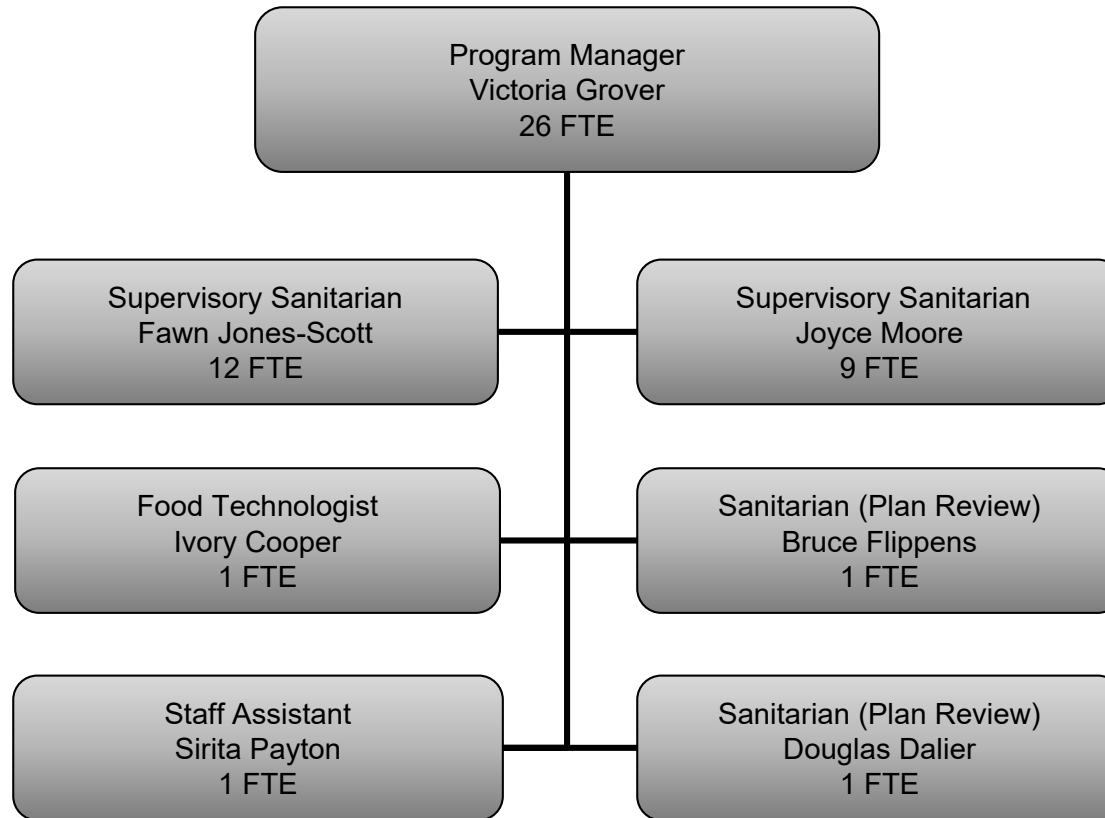 Program Manager
Victoria Grover
26 FTE
Supervisory Sanitarian
Fawn Jones-Scott
12 FTE
Supervisory Sanitarian
Joyce Moore
9 FTE
Food Technologist
Ivory Cooper
1 FTE
Sanitarian (Plan Review)
Bruce Flippens
1 FTE
Staff Assistant
Sirita Payton
1 FTE
Sanitarian (Plan Review)
Douglas Dalier
1 FTE